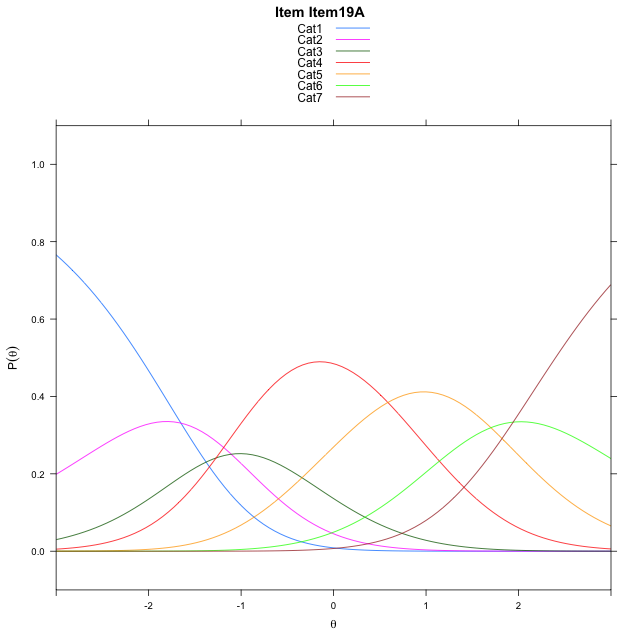 Item Item19A
Cat1
Cat2
Cat3
Cat4
Cat5
Cat6
Cat7
1.0
0.8
0.6
0.4
0.2
0.0
P(θ)
-2 -1 0 1 2
θ